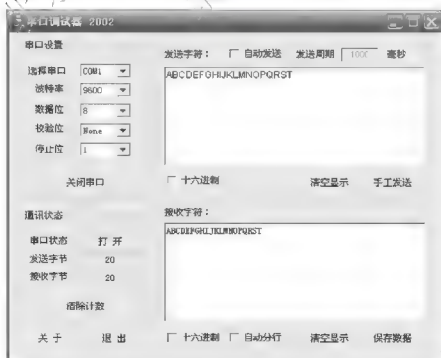 串口调试器 2002
串口设置
选择串口 COM1
波特率 9600
数据位 8
校验位 None
停止位 1
关闭串口
发送字符: 自动发送 发送周期 1000 毫秒
ABCDEFGHIJKLMNOPQRST
十六进制 清空显示 手工发送
通讯状态
串口状态 打 开
发送字节 20
接收字节 20
清除计数
关 于 退 出
接收字符:
ABCDEFGHIJKLMNOPQRST
十六进制 自动分行 清空显示 保存数据